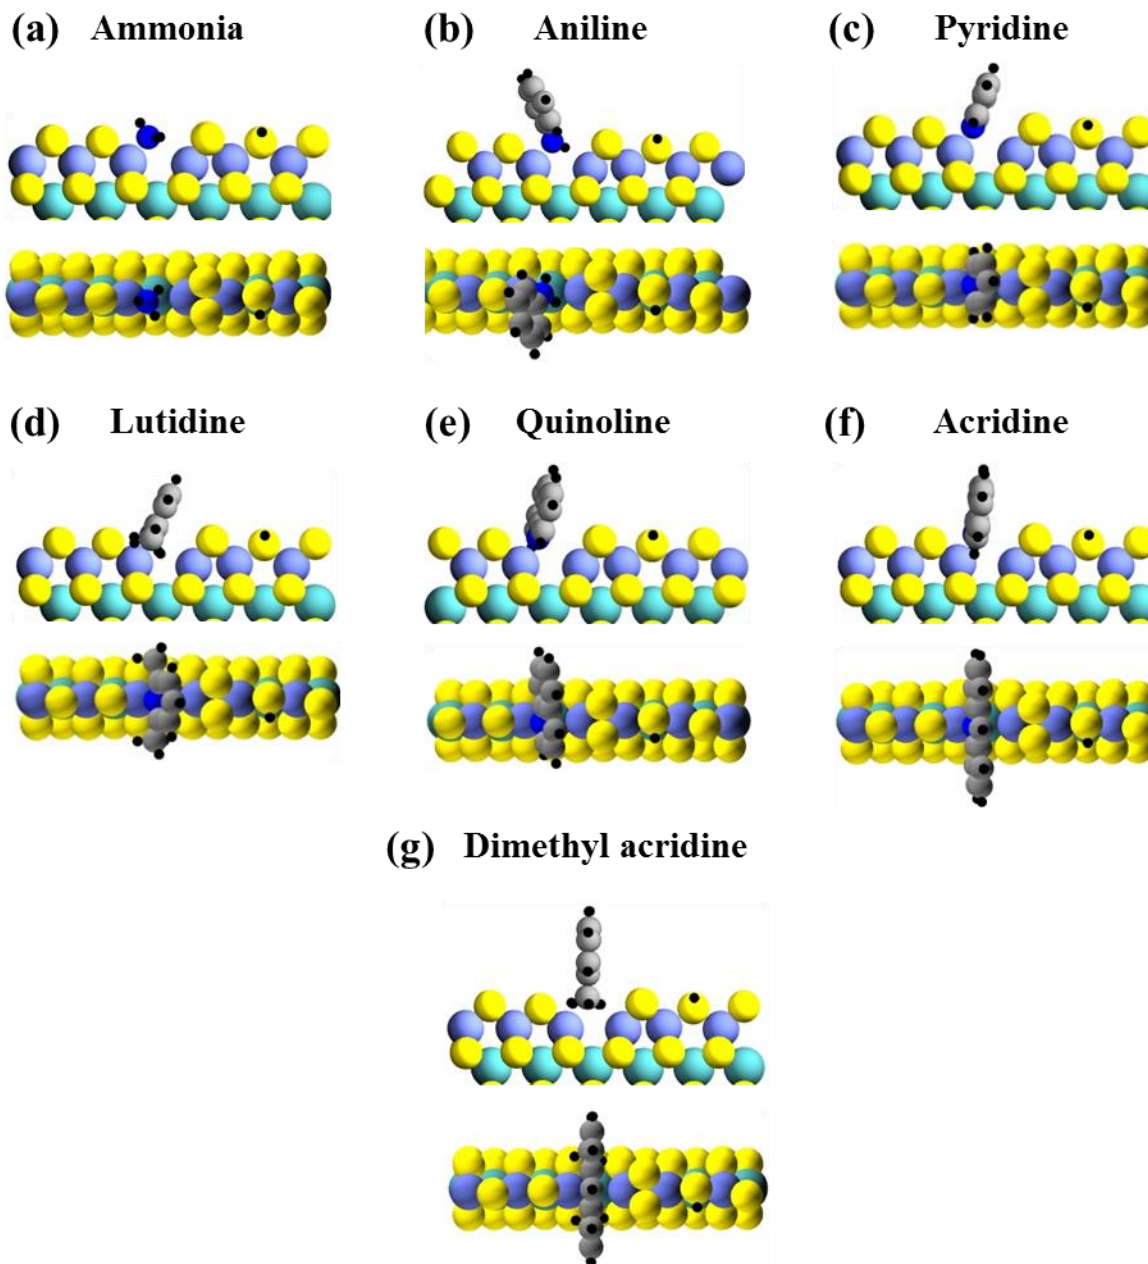 (a) Ammonia
(b) Aniline
(c) Pyridine
(d) Lutidine
(e) Quinoline
(f) Acridine
(g) Dimethyl acridine